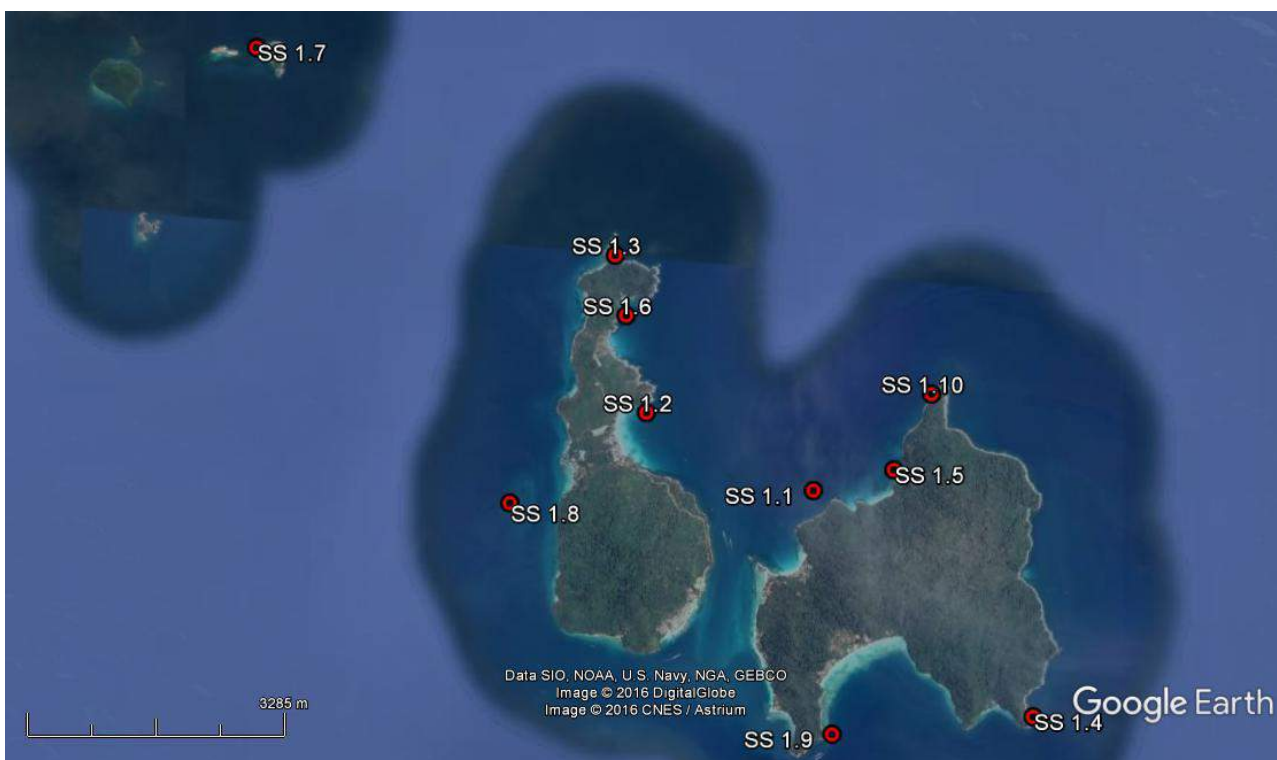 SS 1.7
SS 1.3
SS 1.6
SS 1.10
SS 1.2
SS 1.5
SS 1.1
SS 1.8
Data SIO, NOAA, U.S. Navy, NGA, GEBCO
Image © 2016 DigitalGlobe
Image © 2016 CNES / Astrium
3285 m
Google Earth
SS 1.4
SS 1.9